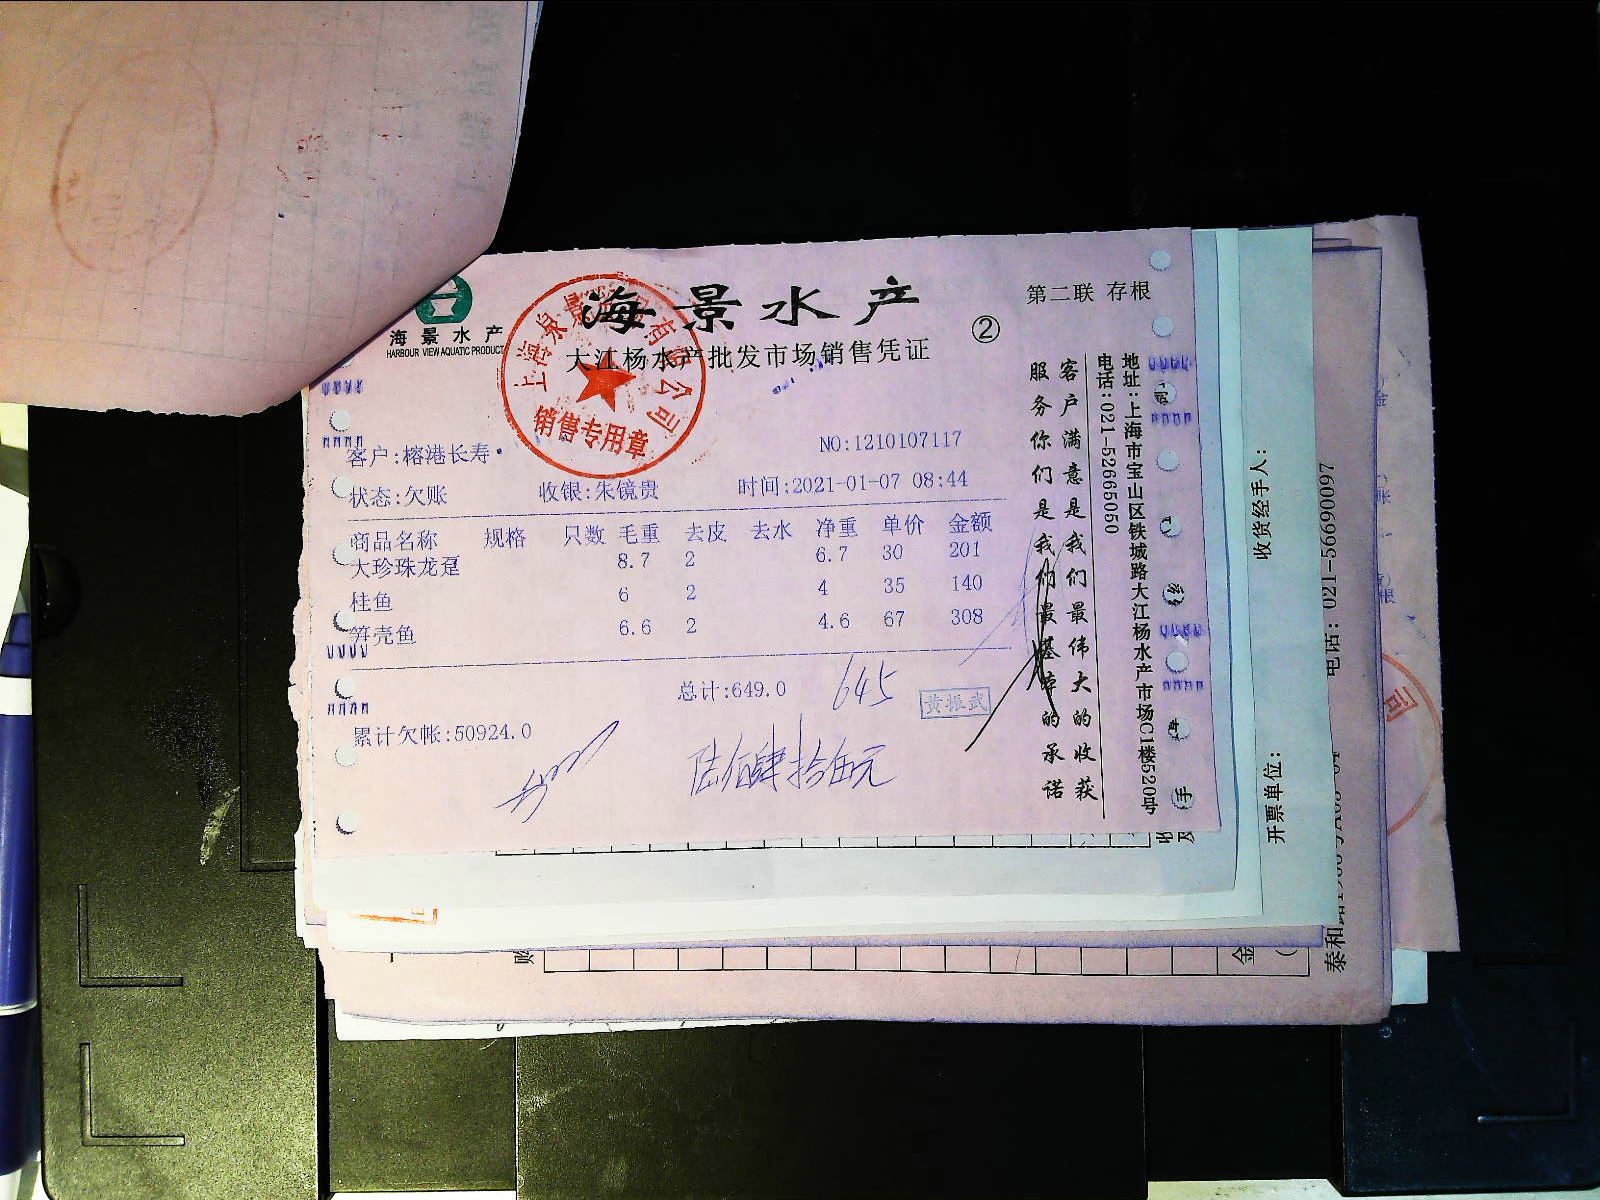 海景水产
HARBOUR VIEW AQUATIC PRODUCT
海景水产
大江杨水产批发市场销售凭证
②
第二联 存根
销售专用章
客户:榕港长寿
NO:1210107117
状态:欠账 收银:朱镜贵 时间:2021-01-07 08:44
商品名称 规格 只数 毛重 去皮 去水 净重 单价 金额
大珍珠龙趸 8.7 2 6.7 30 201
桂鱼 6 2 4 35 140
笋壳鱼 6.6 2 4.6 67 308
总计:649.0 645
黄振武
累计欠帐:50924.0
陆佰肆拾伍元
客户满意是我们最伟大的收获
服务你们是我们最基本的承诺
地址:上海市宝山区铁城路大江杨水产市场C1楼520号
电话:021-52665050
收货经手人:
开票单位:
电话: 021-56690097
泰和路
金
购